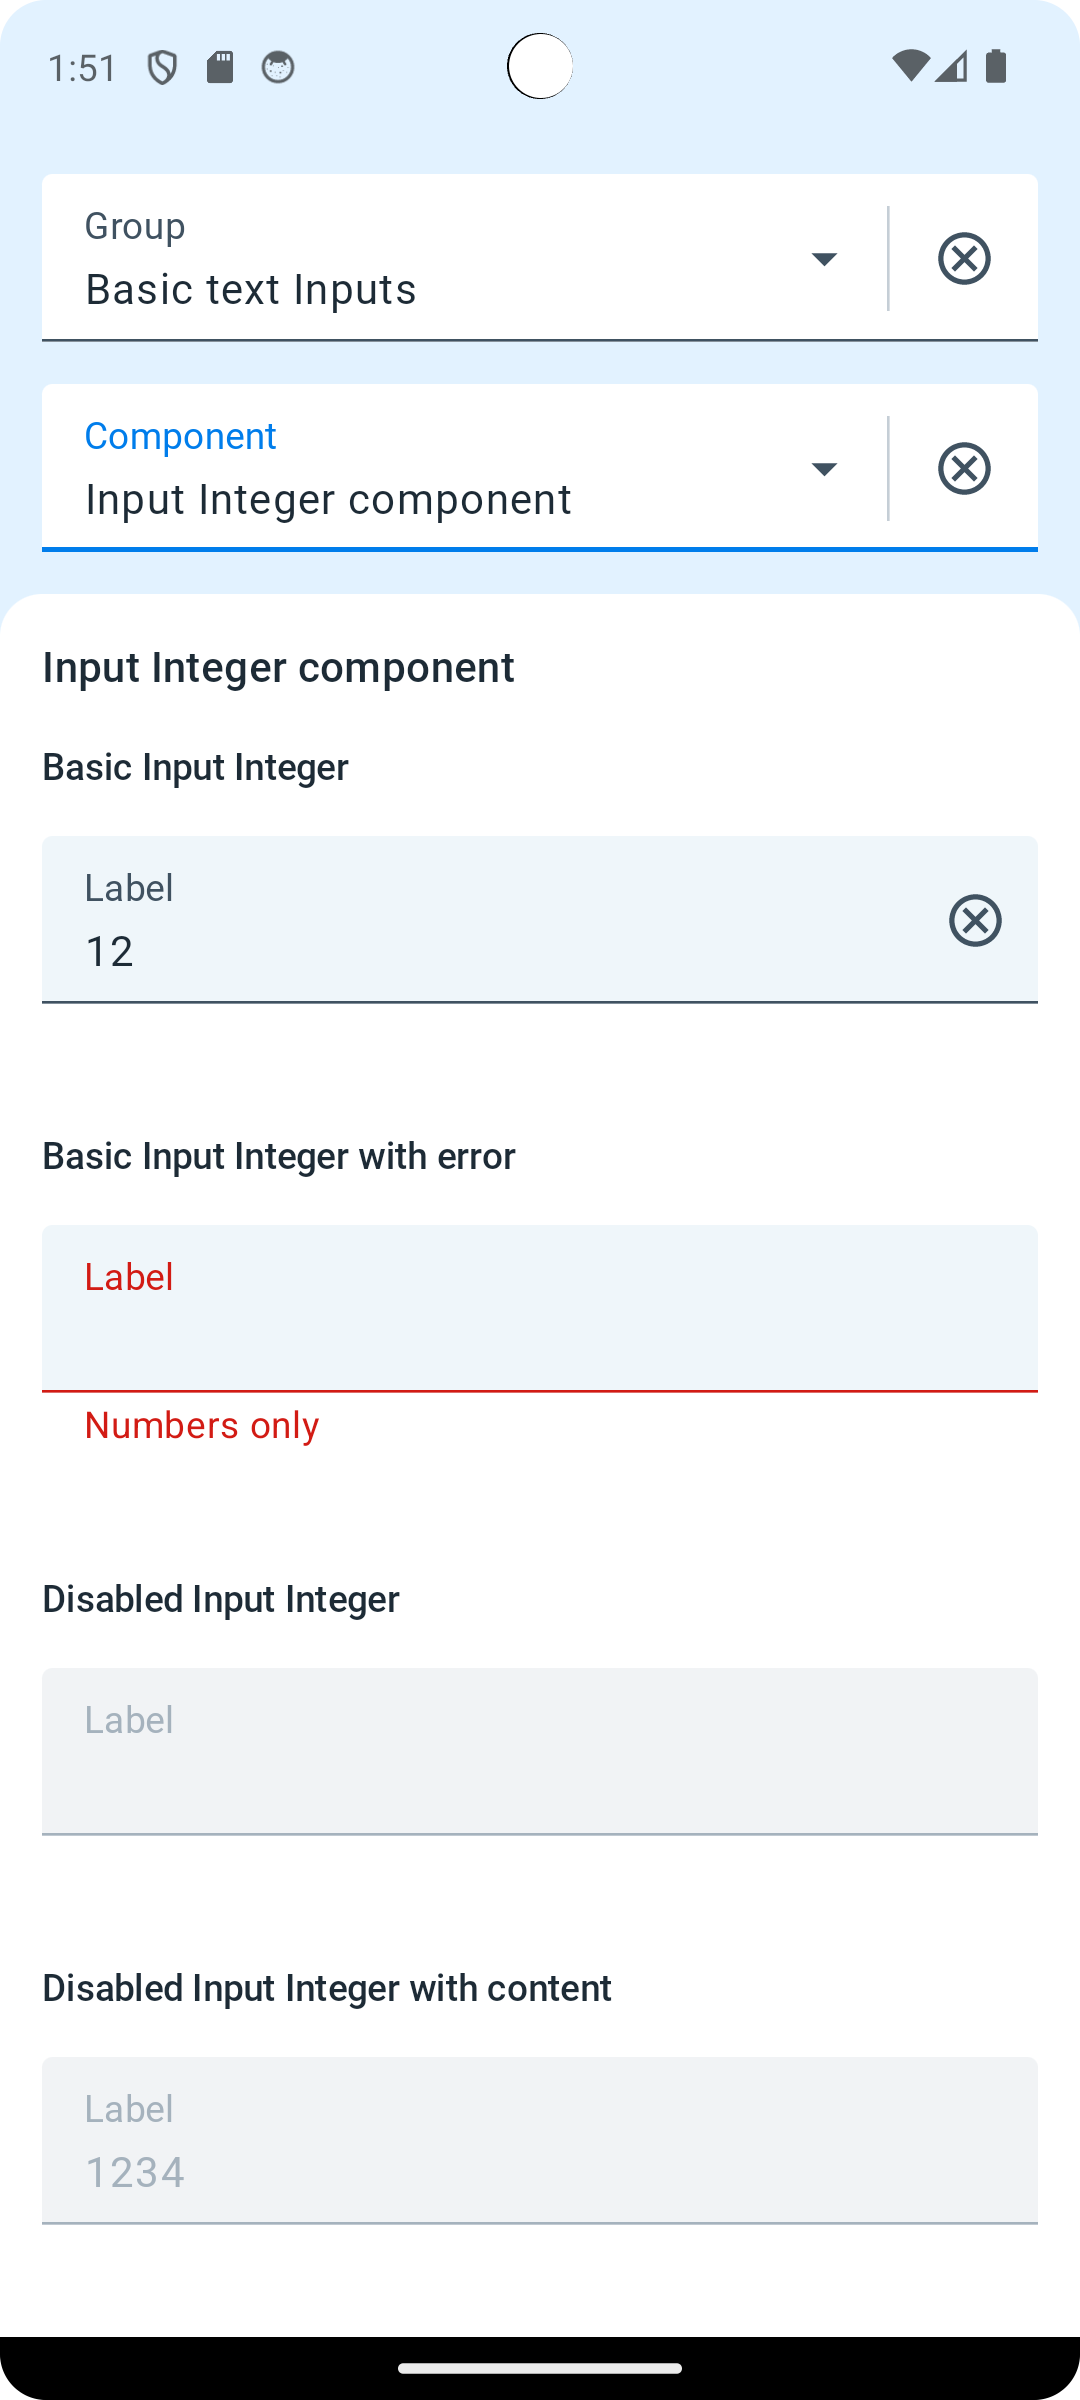 1:51
Group
Basic text Inputs
Component
Input Integer component
Input Integer component
Basic Input Integer
Label
12
Basic Input Integer with error
Label
Numbers only
Disabled Input Integer
Label
Disabled Input Integer with content
Label
1234